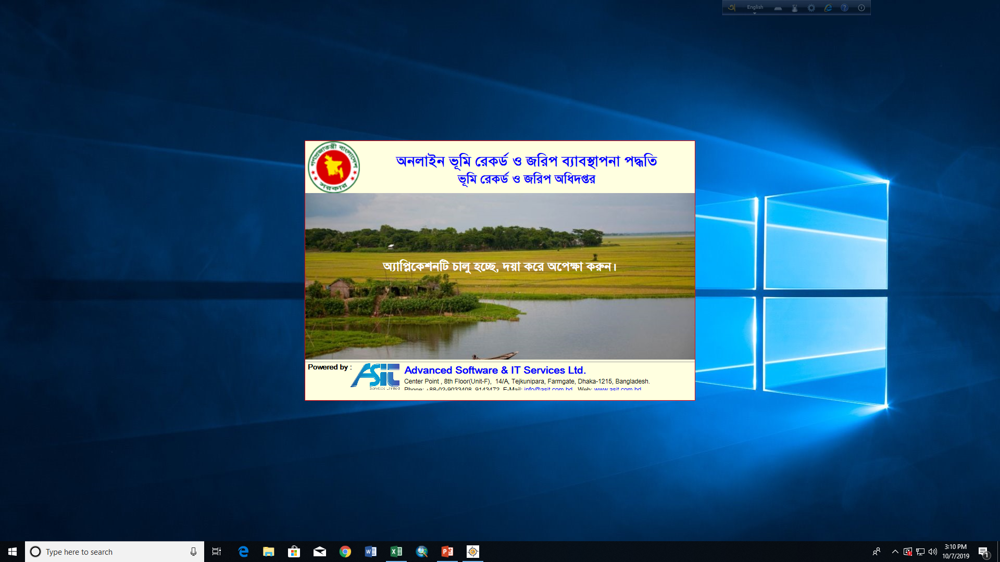 English
গণপ্রজাতন্ত্রী বাংলাদেশ
সরকার
অনলাইন ভূমি রেকর্ড ও জরিপ ব্যাবস্থাপনা পদ্ধতি
ভূমি রেকর্ড ও জরিপ অধিদপ্তর
অ্যাপ্লিকেশনটি চালু হচ্ছে, দয়া করে অপেক্ষা করুন।
Powered by :
ASIT
Services Limited
Advanced Software & IT Services Ltd.
Center Point , 8th Floor(Unit-F), 14/A, Tejkunipara, Farmgate, Dhaka-1215, Bangladesh.
Phone: +88-02-9033408, 9143472, E-Mail: info@asit.com.bd , Web: www.asit.com.bd
Type here to search
3:10 PM
10/7/2019
1